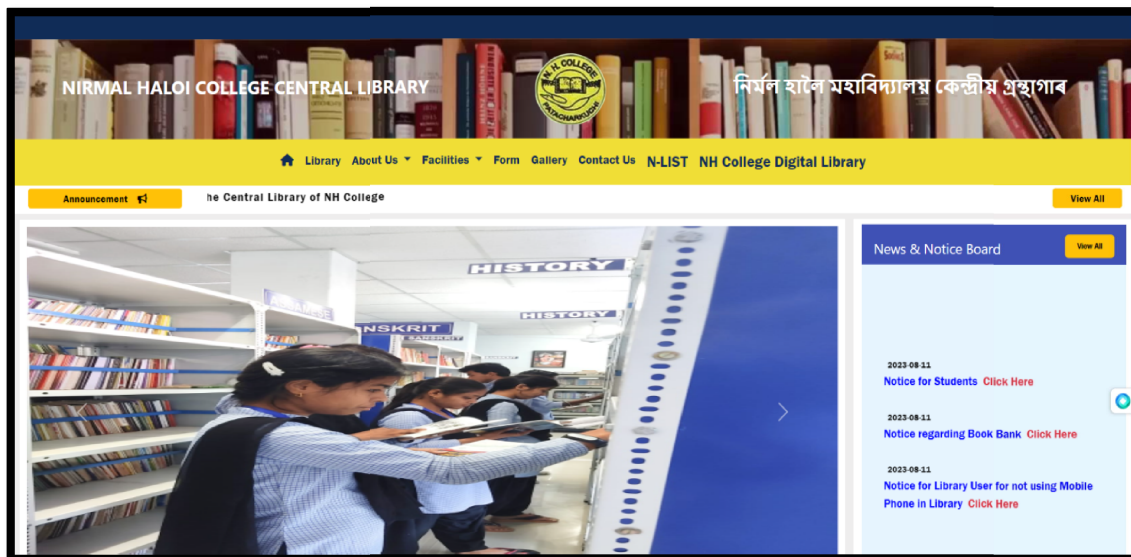 NIRMAL HALOI COLLEGE CENTRAL LIBRARY
N. H. COLLEGE
PATACHARKUCHI
নিৰ্মল হালৈ মহাবিদ্যালয় কেন্দ্ৰীয় গ্ৰন্থাগাৰ
Library About Us Facilities Form Gallery Contact Us N-LIST NH College Digital Library
Announcement
he Central Library of NH College
View All
HISTORY
HISTORY
NSKRIT
SANSKRIT
News & Notice Board
View All
2023-08-11
Notice for Students Click Here
2023-08-11
Notice regarding Book Bank Click Here
2023-08-11
Notice for Library User for not using Mobile
Phone in Library Click Here